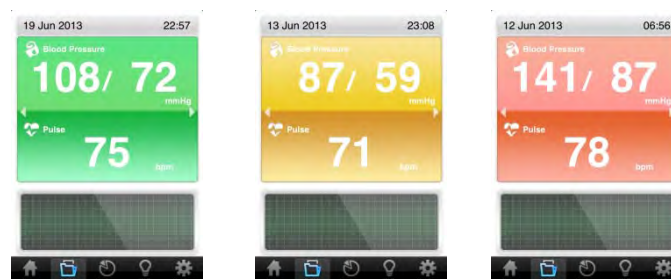 19 Jun 2013 22:57
Blood Pressure
108/ 72
mmHg
Pulse
75
bpm
13 Jun 2013 23:08
Blood Pressure
87/ 59
mmHg
Pulse
71
bpm
12 Jun 2013 06:56
Blood Pressure
141/ 87
mmHg
Pulse
78
bpm